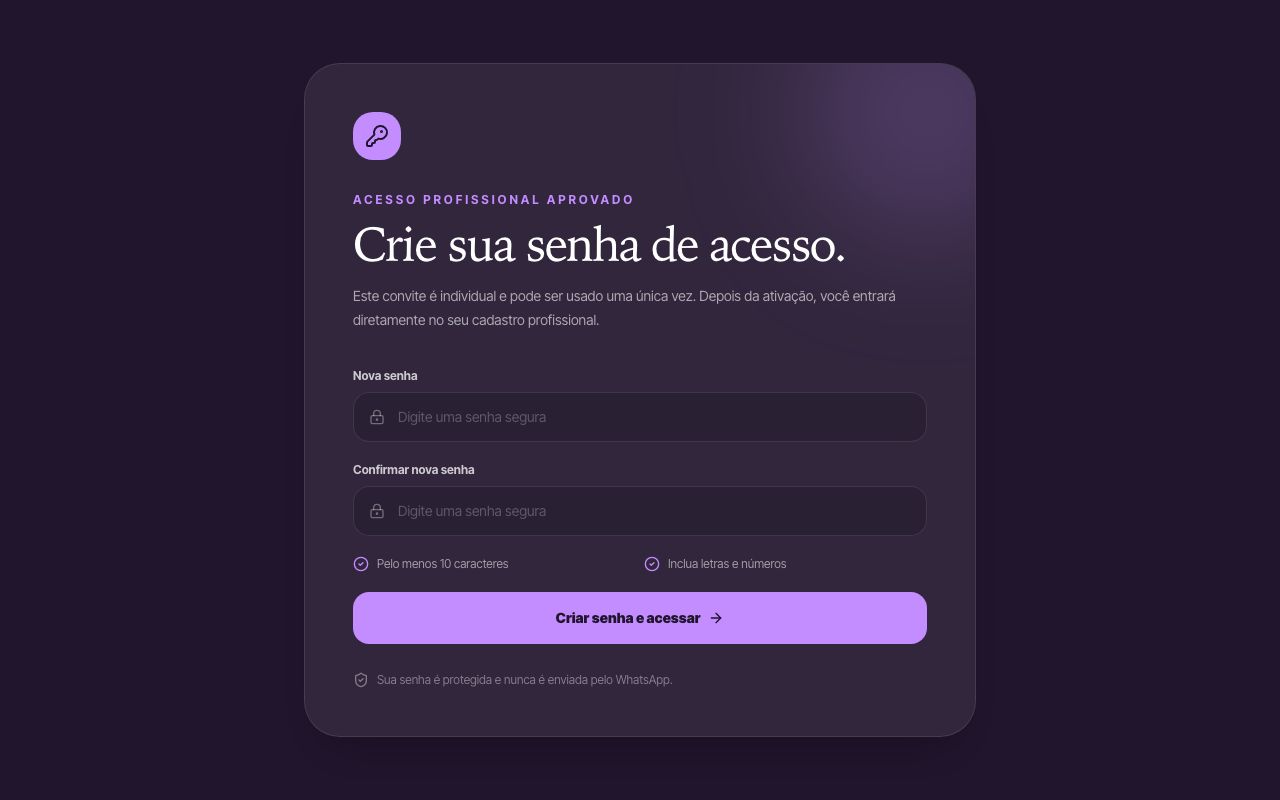 ACESSO PROFISSIONAL APROVADO
Crie sua senha de acesso.
Este convite é individual e pode ser usado uma única vez. Depois da ativação, você entrará
diretamente no seu cadastro profissional.
Nova senha
Digite uma senha segura
Confirmar nova senha
Digite uma senha segura
Pelo menos 10 caracteres
Inclua letras e números
Criar senha e acessar
Sua senha é protegida e nunca é enviada pelo WhatsApp.